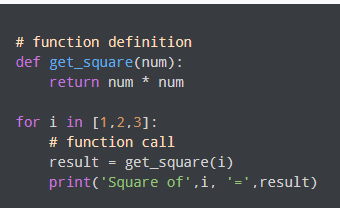 # function definition
def get_square(num):
    return num * num
for i in [1,2,3]:
    # function call
    result = get_square(i)
    print('Square of',i, '=',result)